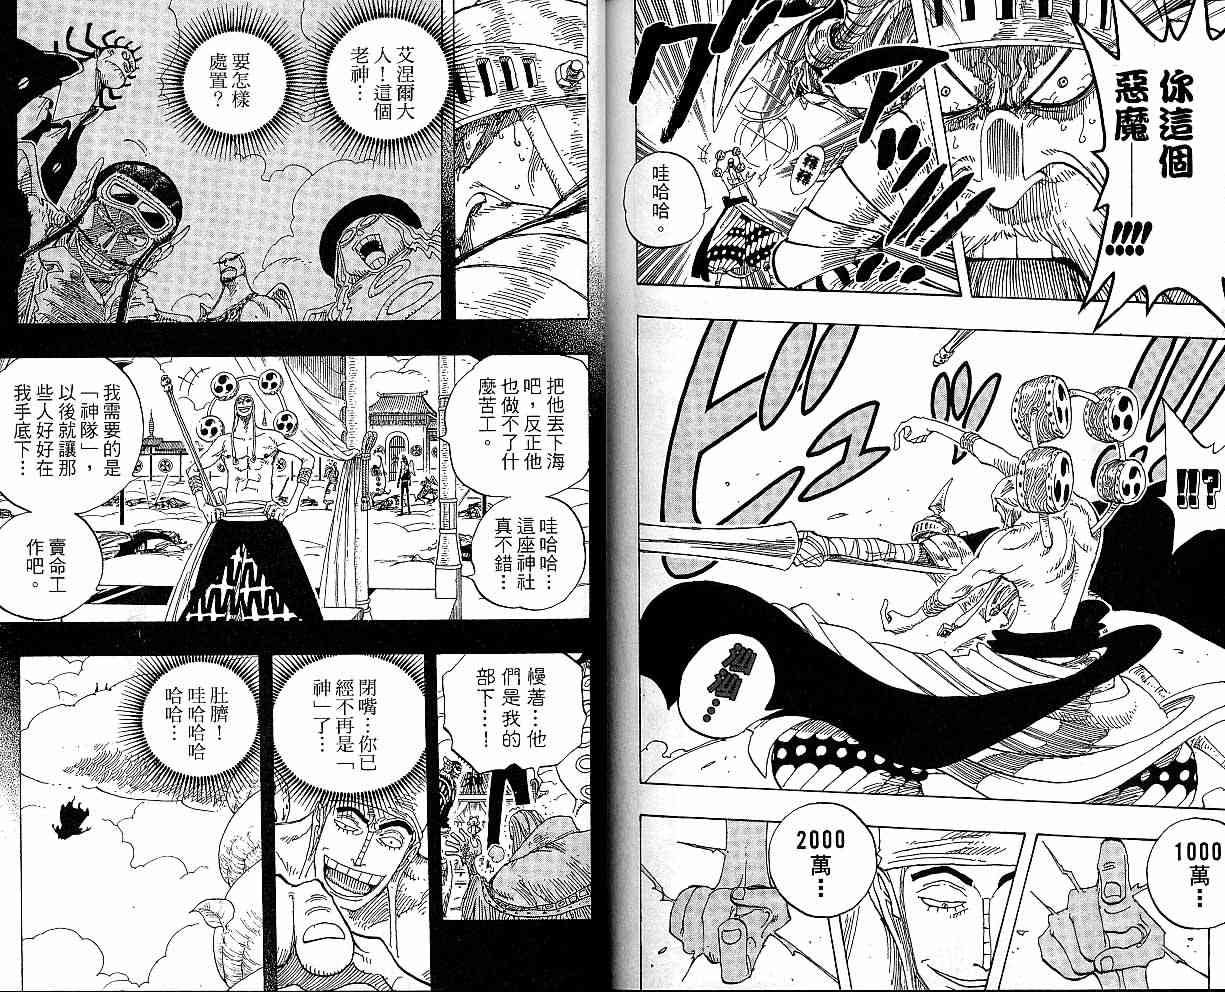 你這個
惡魔——
!!!!
哇哈哈。
!!?
1000
萬…
2000
萬…
艾涅爾大
人！這個
老神…
要怎樣
處置？
把他丟下海
吧，反正他
也做不了什
麼苦工。
哇哈哈…
這座神社
真不錯…
我需要的是
「神隊」，
以後就讓那
些人好好在
我手底下…
賣命工
作吧。
慢著…他
們是我的
部下……！
閉嘴…你已
經不再是「
神」了…
肚臍！
哇哈哈哈
哈哈…